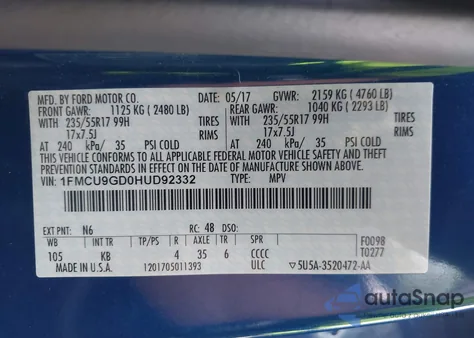 MFD. BY FORD MOTOR CO. DATE: 05/17 GVWR: 2159 KG (4760 LB)
FRONT GAWR: 1125 KG (2480 LB) REAR GAWR: 1040 KG (2293 LB)
WITH 235/55R17 99H TIRES WITH 235/55R17 99H TIRES
17x7.5J RIMS 17x7.5J RIMS
AT 240 kPa/ 35 PSI COLD AT 240 kPa/ 35 PSI COLD
THIS VEHICLE CONFORMS TO ALL APPLICABLE FEDERAL MOTOR VEHICLE SAFETY, BUMPER, AND THEFT
PREVENTION STANDARDS IN EFFECT ON THE DATE OF MANUFACTURE SHOWN ABOVE.
VIN: 1FMCU9GD0HUD92332 TYPE: MPV
EXT PNT: N6 RC: 48 DSO: F0098
WB INT TR TP/PS R AXLE TR SPR T0277
105 KB 4 35 6 CCCC
MADE IN U.S.A. 1201705011393 ULC 5U5A-3520472-AA
autoSnap